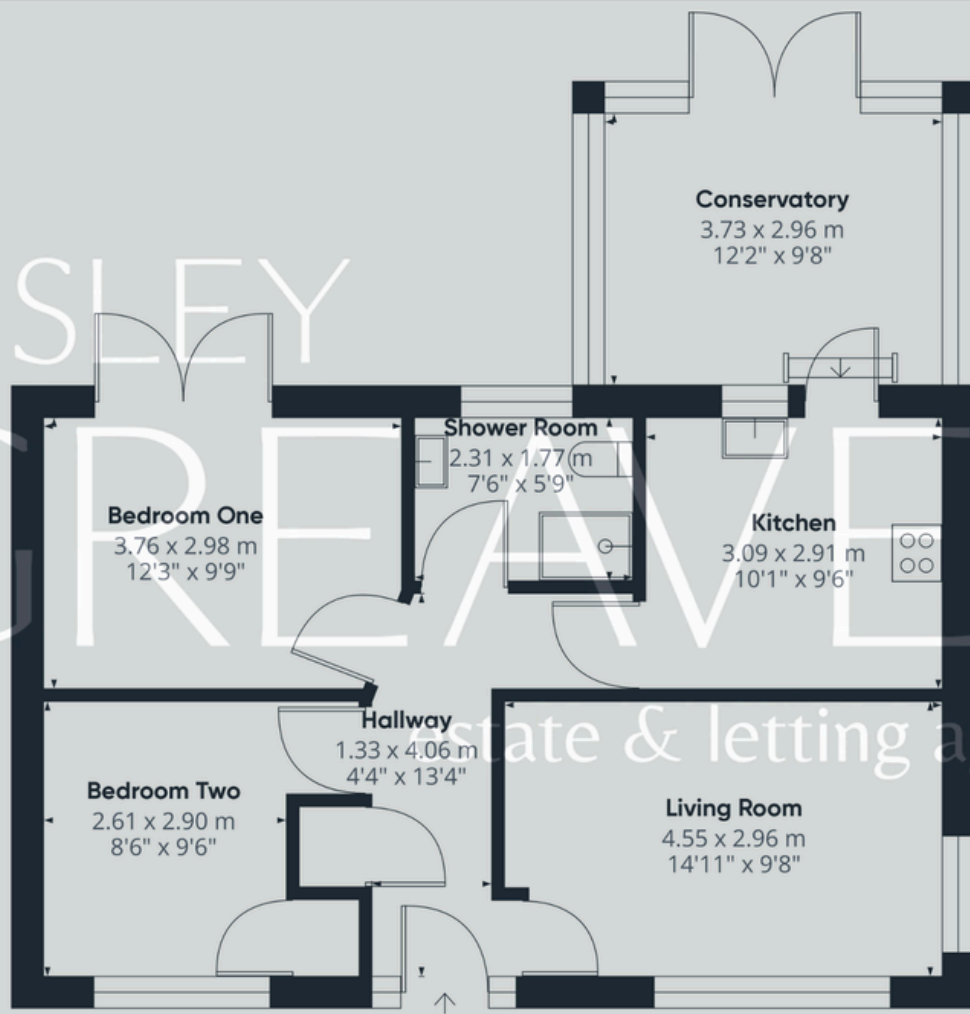 Conservatory
3.73 x 2.96 m
12'2" x 9'8"
SLEY
Shower Room
2.31 x 1.77 m
7'6" x 5'9"
Bedroom One
3.76 x 2.98 m
12'3" x 9'9"
Kitchen
3.09 x 2.91 m
10'1" x 9'6"
GREAVE
Hallway
1.33 x 4.06 m
4'4" x 13'4"
estate & letting a
Bedroom Two
2.61 x 2.90 m
8'6" x 9'6"
Living Room
4.55 x 2.96 m
14'11" x 9'8"